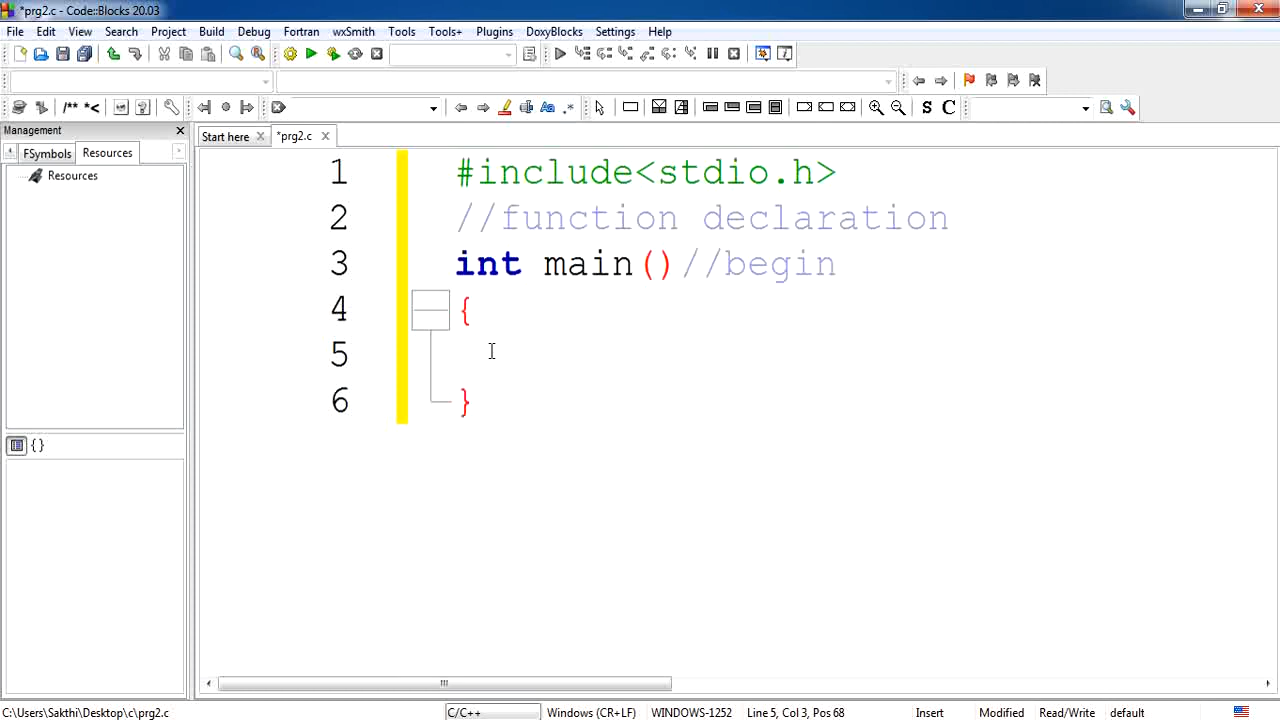 *prg2.c - Code::Blocks 20.03
File Edit View Search Project Build Debug Fortran wxSmith Tools Tools+ Plugins DoxyBlocks Settings Help
/** *<
Aa .* S C
Management
Start here *prg2.c
FSymbols Resources
Resources
{}
1 #include<stdio.h>
2 //function declaration
3 int main()//begin
4 {
5
6 }
C:\Users\Sakthi\Desktop\c\prg2.c C/C++ Windows (CR+LF) WINDOWS-1252 Line 5, Col 3, Pos 68 Insert Modified Read/Write default